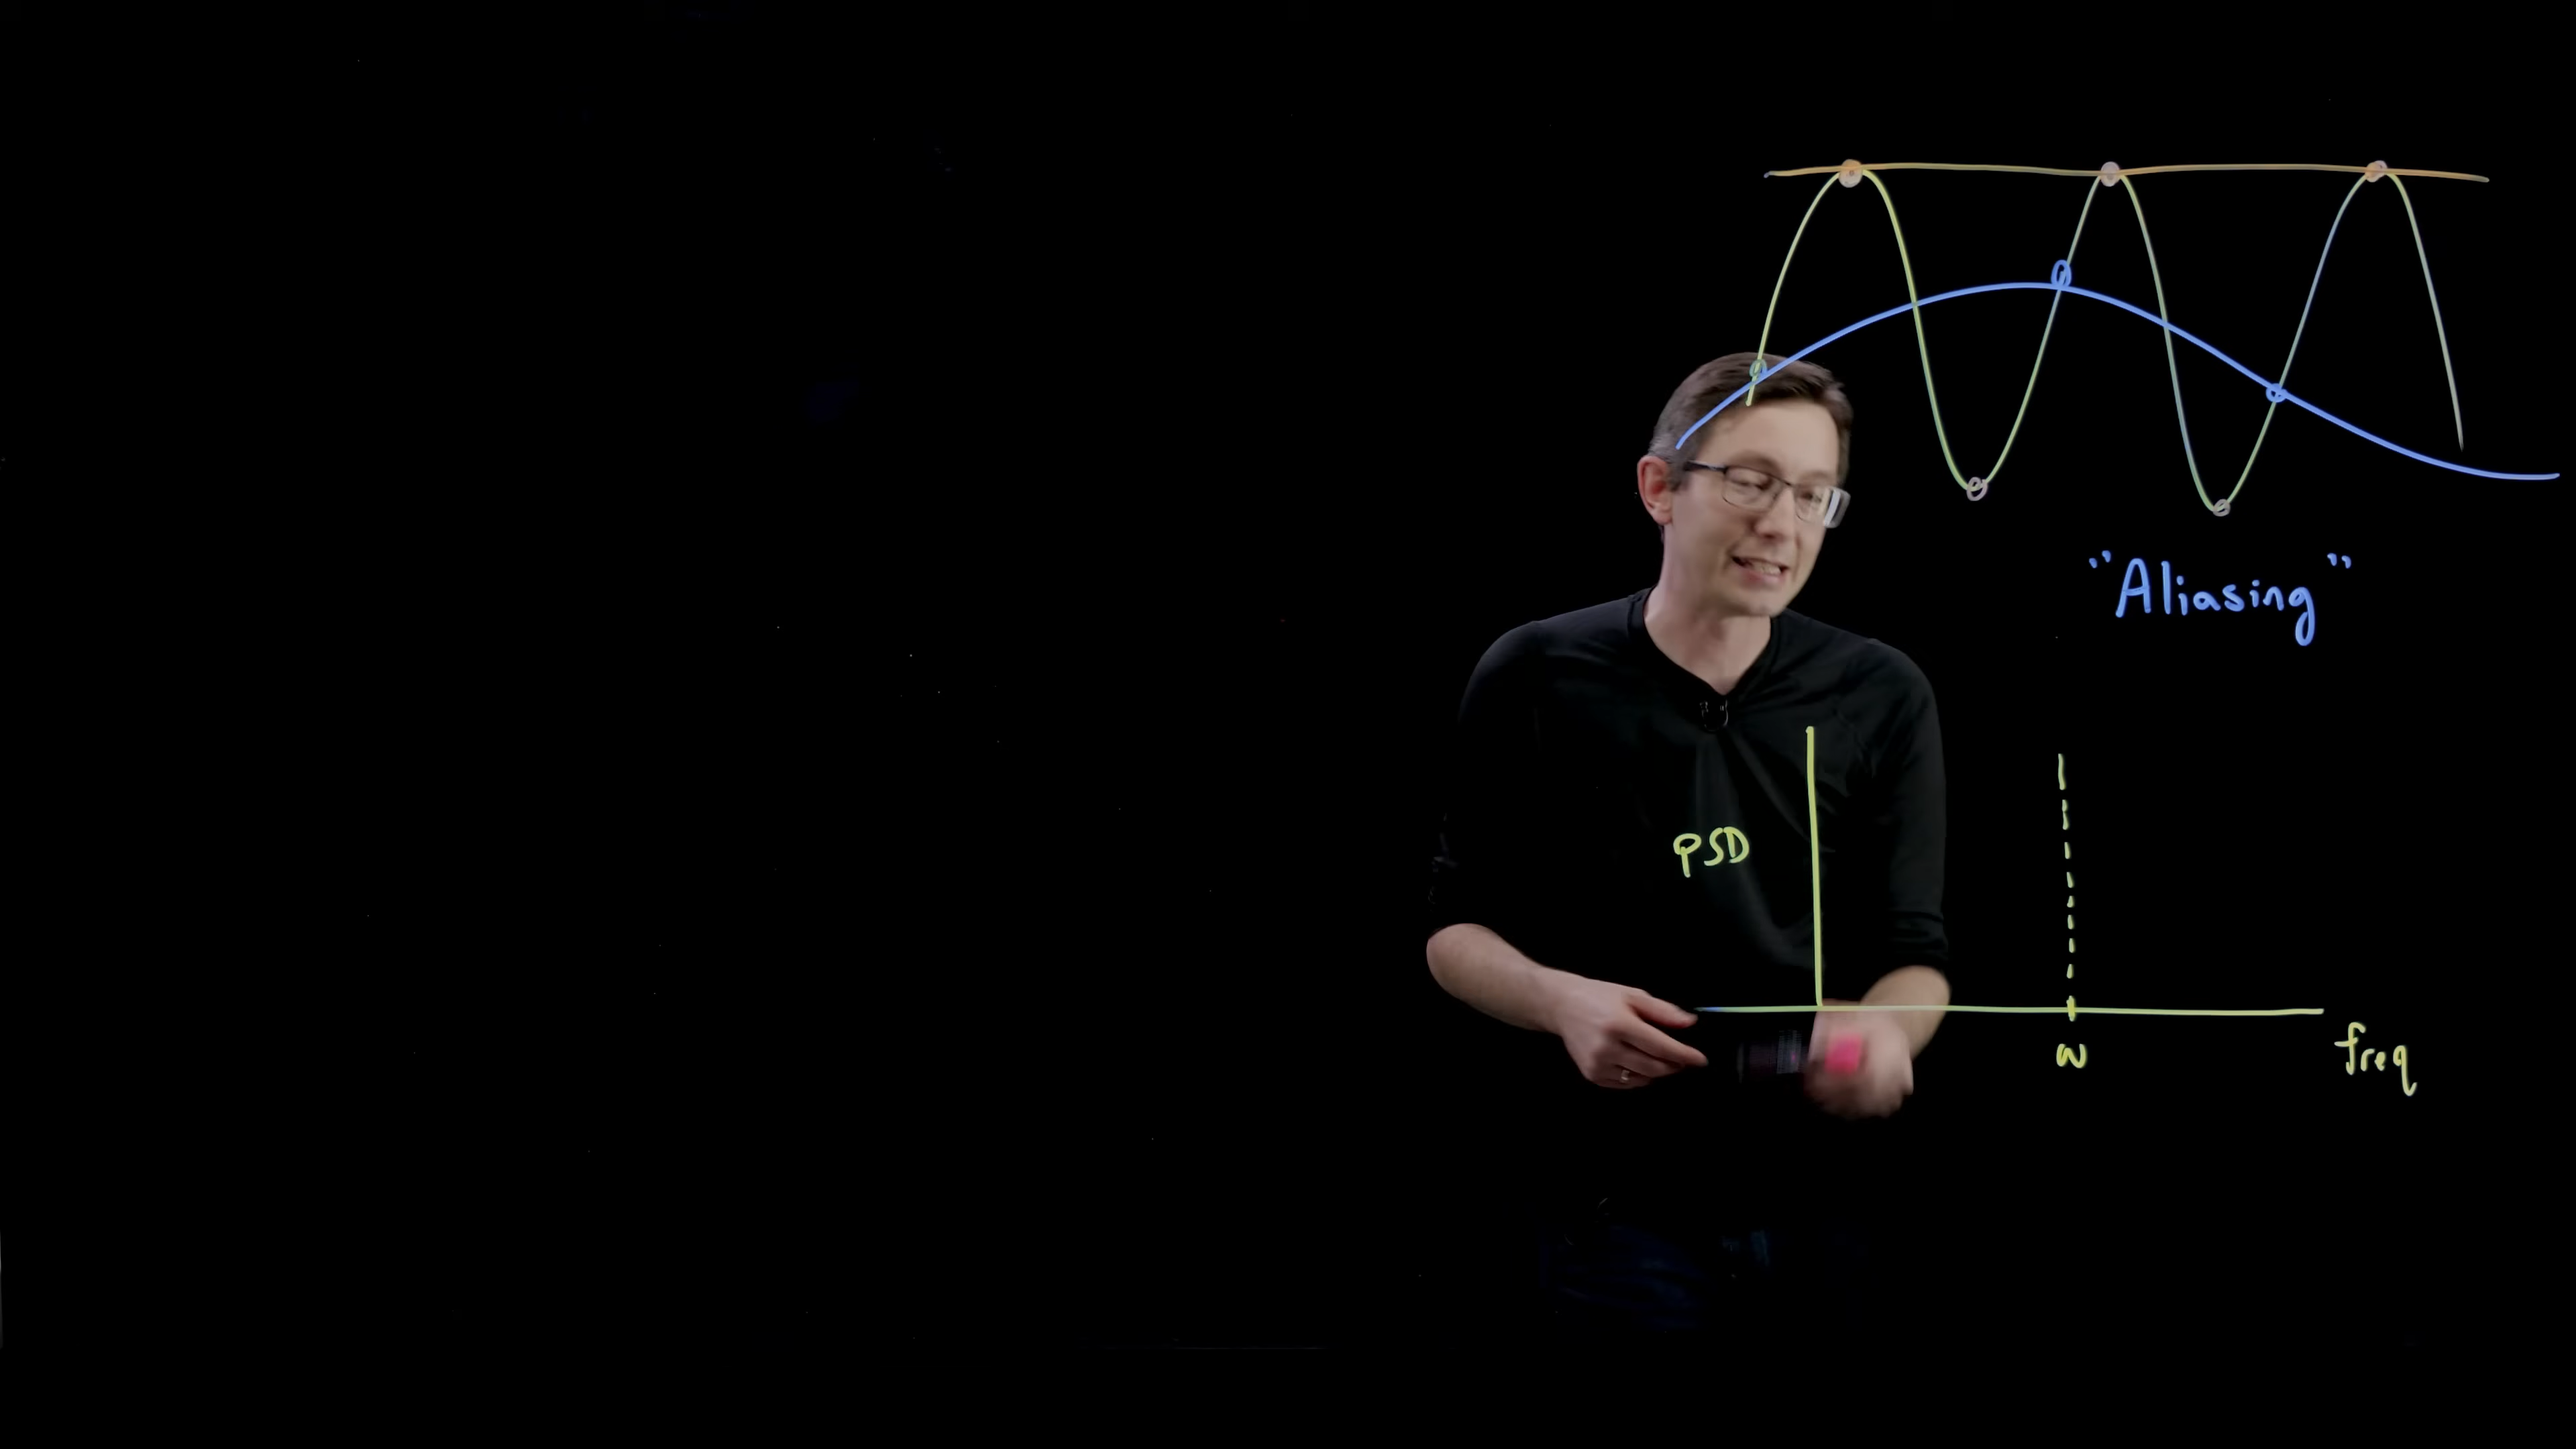 "Aliasing"
PSD
ω
freq